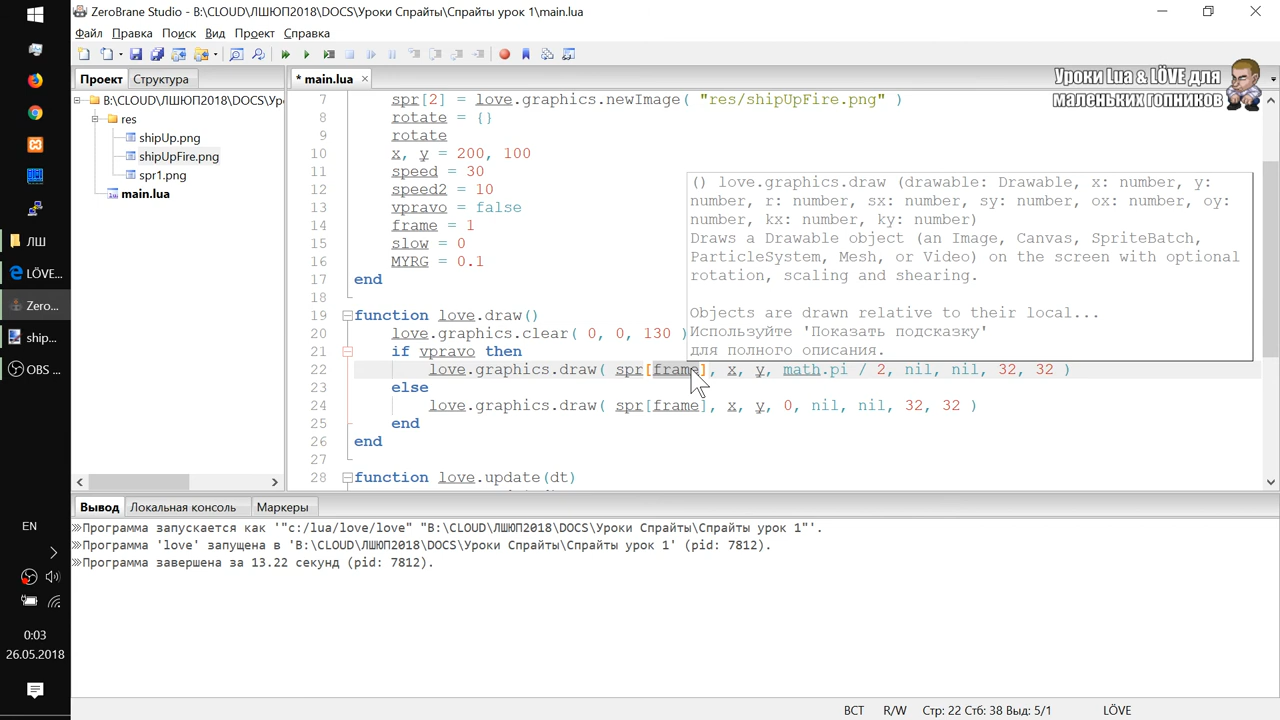 ZeroBrane Studio - B:\CLOUD\ЛШЮП2018\DOCS\Уроки Спрайты\Спрайты урок 1\main.lua
Файл Правка Поиск Вид Проект Справка
Проект Структура
* main.lua
Уроки Lua & LÖVE для
маленьких гопников
B:\CLOUD\ЛШЮП2018\DOCS\Ур
res
shipUp.png
shipUpFire.png
spr1.png
main.lua
7 spr[2] = love.graphics.newImage( "res/shipUpFire.png" )
8 rotate = {}
9 rotate
10 x, y = 200, 100
11 speed = 30
12 speed2 = 10
13 vpravo = false
14 frame = 1
15 slow = 0
16 MYRG = 0.1
17 end
18
19 function love.draw()
20 love.graphics.clear( 0, 0, 130 )
21 if vpravo then
22 love.graphics.draw( spr[frame], x, y, math.pi / 2, nil, nil, 32, 32 )
23 else
24 love.graphics.draw( spr[frame], x, y, 0, nil, nil, 32, 32 )
25 end
26 end
27
28 function love.update(dt)
() love.graphics.draw (drawable: Drawable, x: number, y:
number, r: number, sx: number, sy: number, ox: number, oy:
number, kx: number, ky: number)
Draws a Drawable object (an Image, Canvas, SpriteBatch,
ParticleSystem, Mesh, or Video) on the screen with optional
rotation, scaling and shearing.
Objects are drawn relative to their local...
Используйте 'Показать подсказку'
для полного описания.
Вывод Локальная консоль Маркеры
Программа запускается как '"c:/lua/love/love" "B:\CLOUD\ЛШЮП2018\DOCS\Уроки Спрайты\Спрайты урок 1"'.
Программа 'love' запущена в 'B:\CLOUD\ЛШЮП2018\DOCS\Уроки Спрайты\Спрайты урок 1' (pid: 7812).
Программа завершена за 13.22 секунд (pid: 7812).
ВСТ R/W Стр: 22 Стб: 38 Выд: 5/1 LÖVE
ЛШ
LÖVE...
Zero...
ship...
OBS ...
EN
0:03
26.05.2018